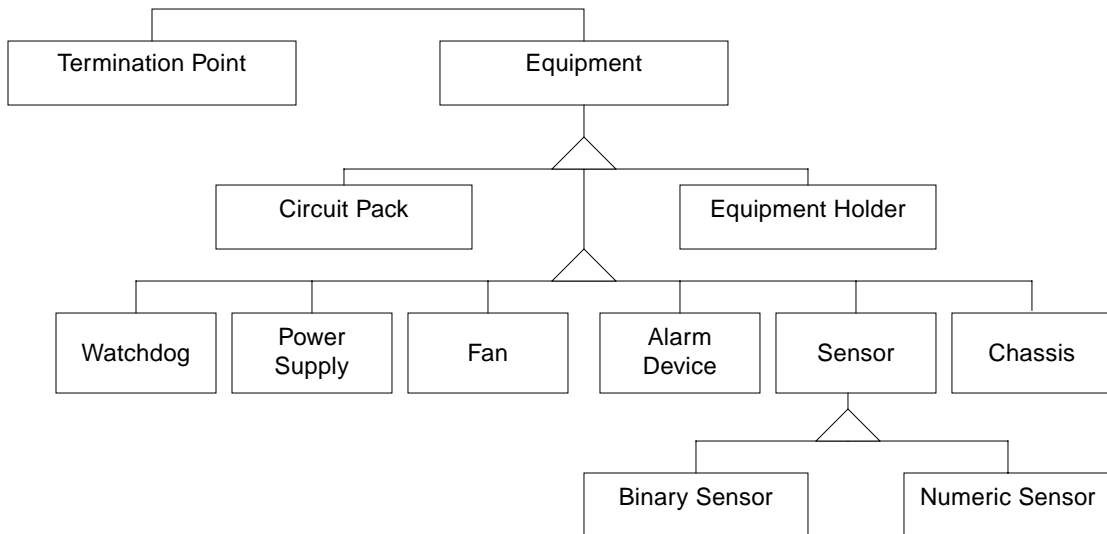 Termination Point
Equipment
Circuit Pack
Equipment Holder
Watchdog
Power
Supply
Fan
Alarm
Device
Sensor
Chassis
Binary Sensor
Numeric Sensor